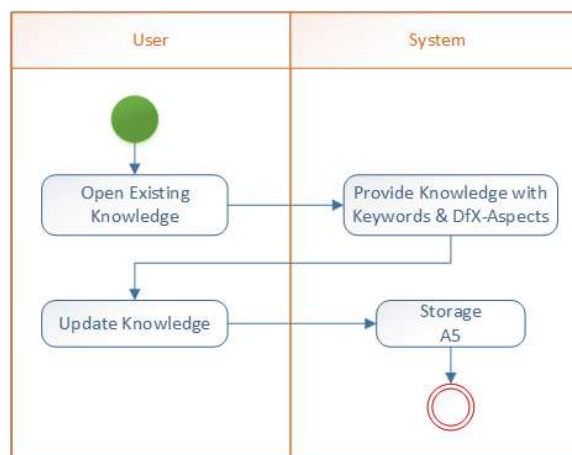 User
System
Open Existing
Knowledge
Provide Knowledge with
Keywords & DfX-Aspects
Update Knowledge
Storage
A5